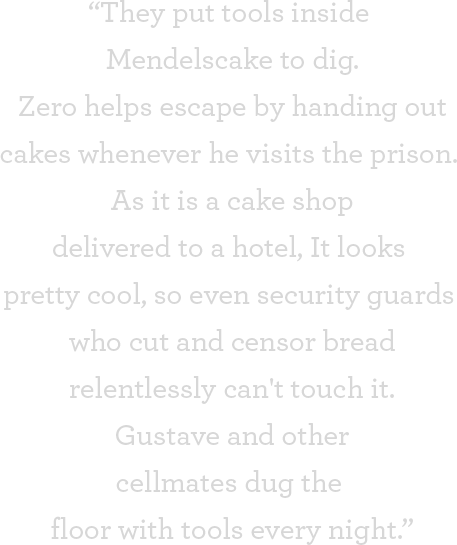 “They put tools inside
Mendelscake to dig.
Zero helps escape by handing out
cakes whenever he visits the prison.
As it is a cake shop
delivered to a hotel, It looks
pretty cool, so even security guards
who cut and censor bread
relentlessly can't touch it.
Gustave and other
cellmates dug the
floor with tools every night.”